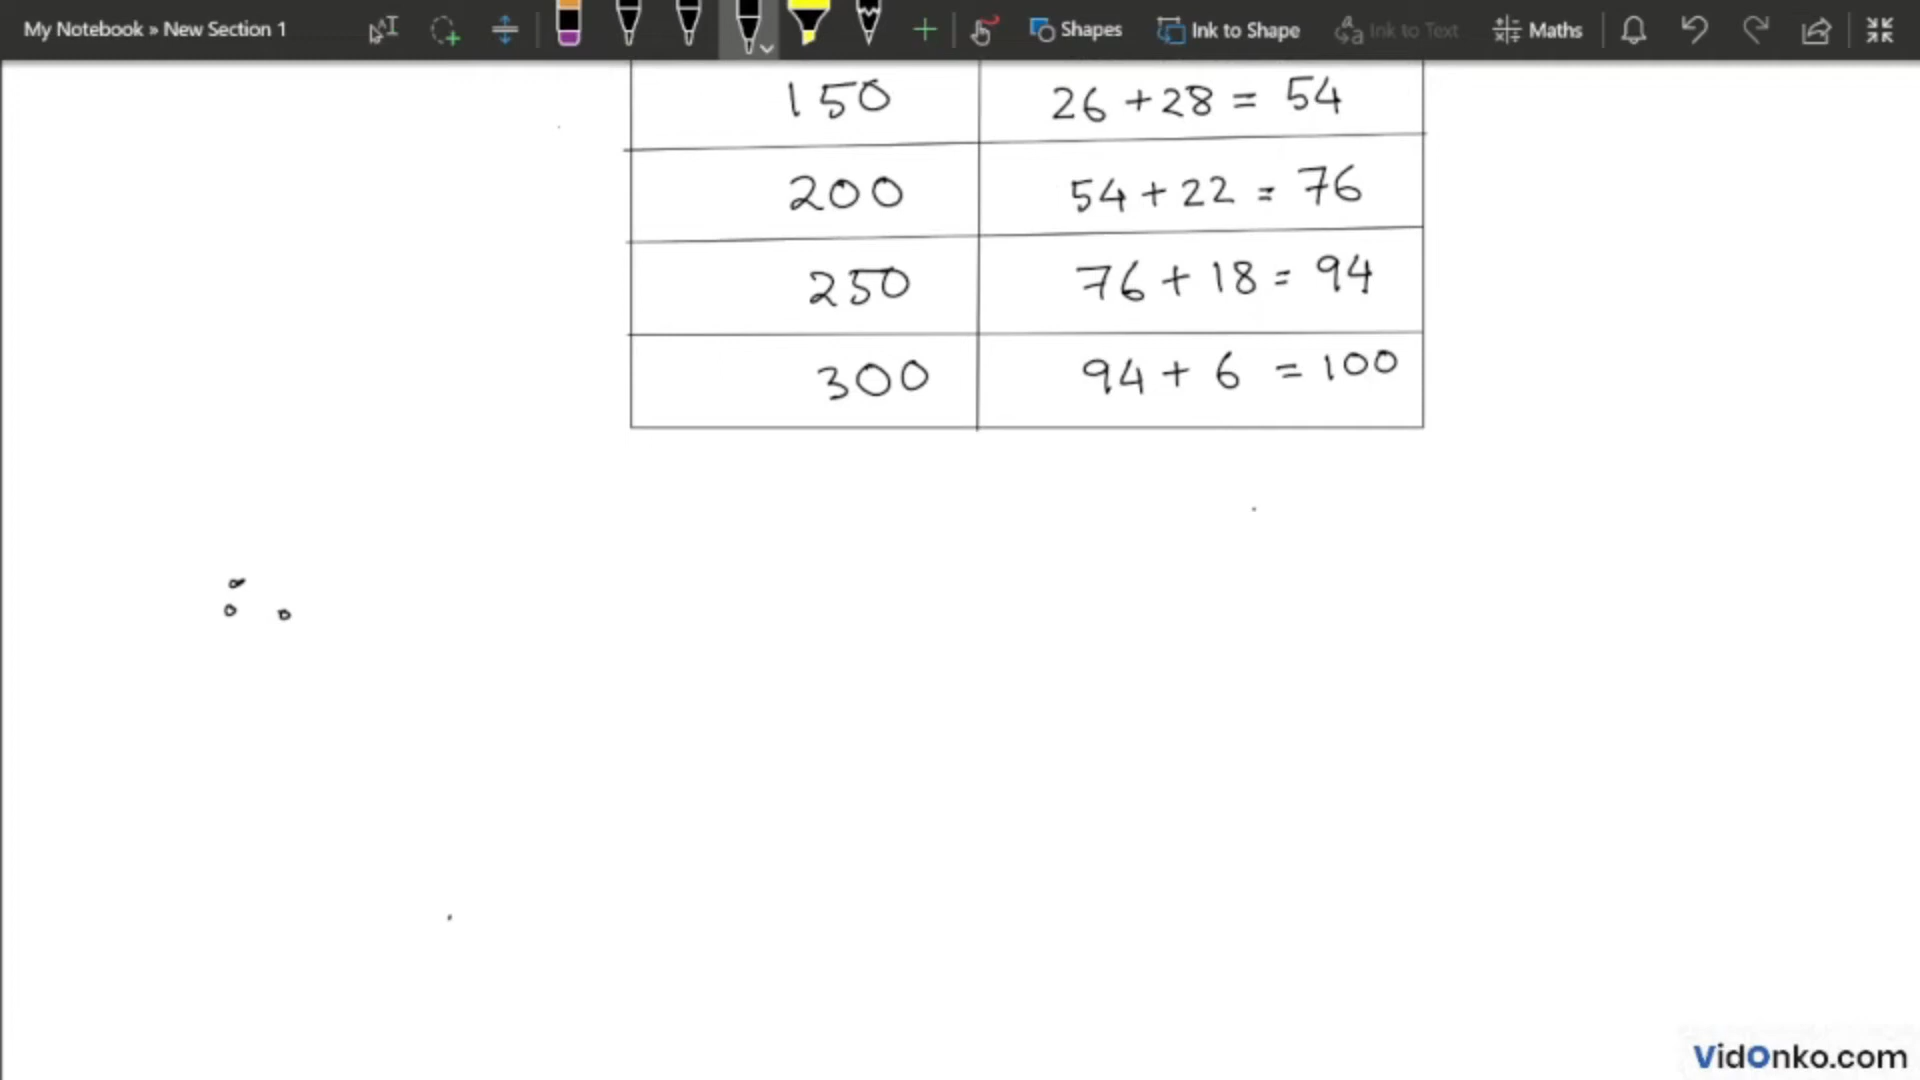 My Notebook » New Section 1 Shapes Ink to Shape Ink to Text Maths
150 26 + 28 = 54
200 54 + 22 = 76
250 76 + 18 = 94
300 94 + 6 = 100
VidOnko.com